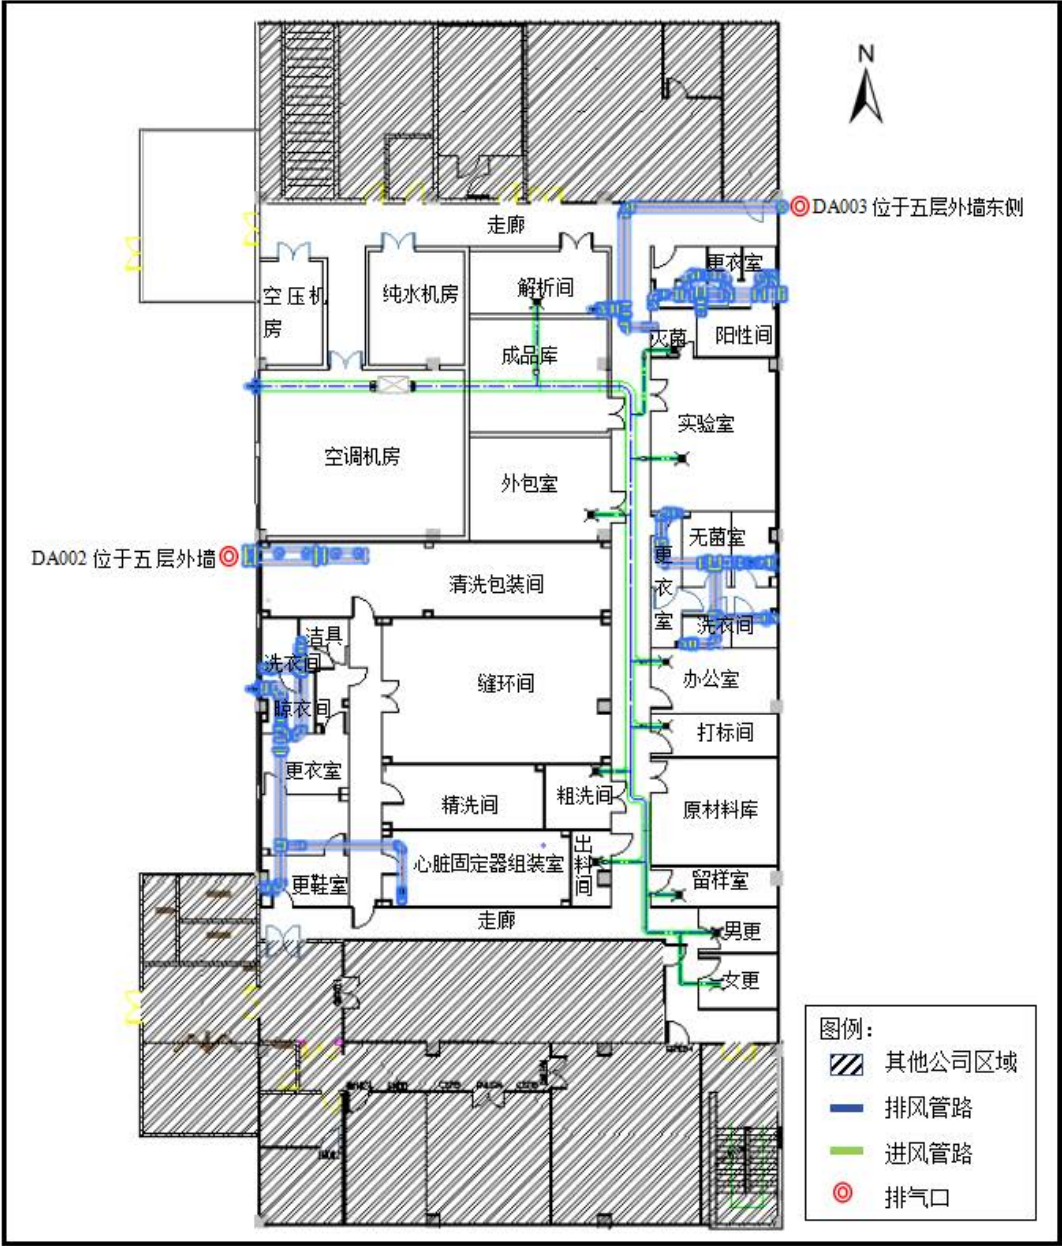 N
DA003 位于五层外墙东侧
走廊
更衣室
空压机
房
纯水机房
解析间
灭菌
阳性间
成品库
实验室
空调机房
外包室
DA002 位于五层外墙
清洗包装间
无菌室
更
衣
室
洗衣间
洁具
洗衣间
缝环间
办公室
晾衣间
打标间
更衣室
精洗间
粗洗间
原材料库
心脏固定器组装室
出
料
间
更鞋室
留样室
走廊
男更
女更
图例：
其他公司区域
排风管路
进风管路
排气口